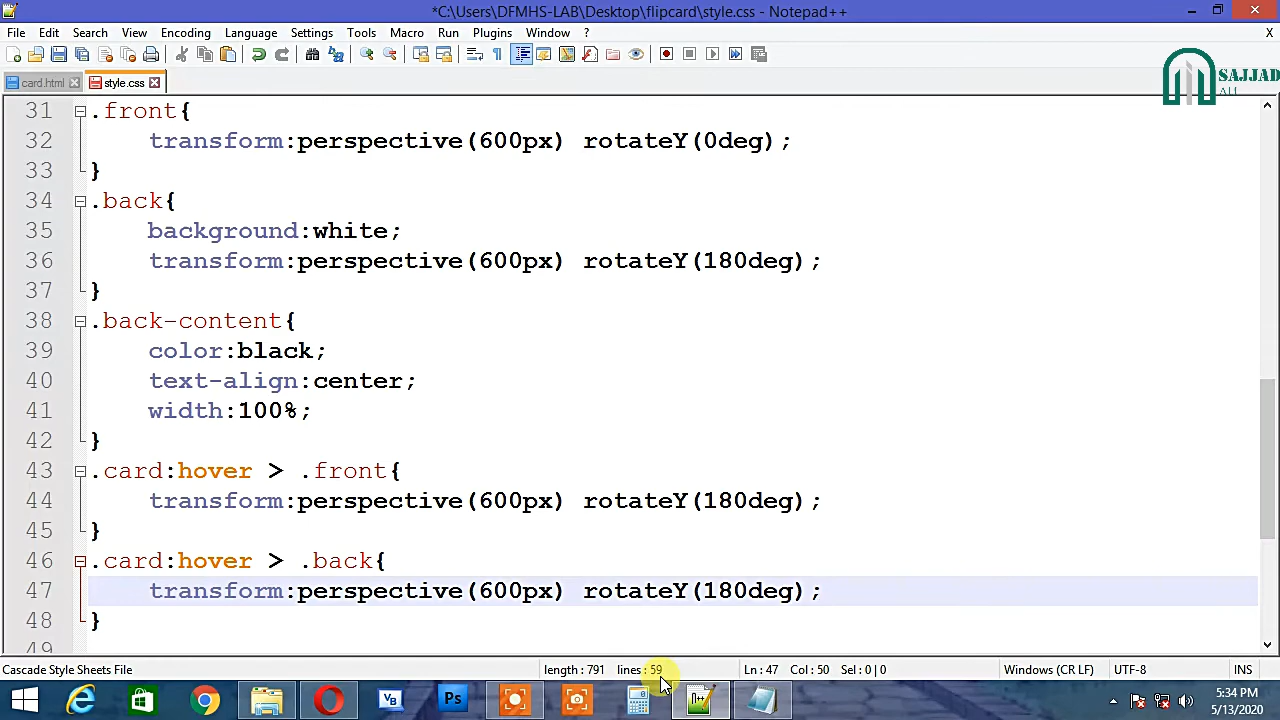 *C:\Users\DFMHS-LAB\Desktop\flipcard\style.css - Notepad++
File Edit Search View Encoding Language Settings Tools Macro Run Plugins Window ? X
card.html style.css
SAJJAD
ALI
31 .front{
32 transform:perspective(600px) rotateY(0deg);
33 }
34 .back{
35 background:white;
36 transform:perspective(600px) rotateY(180deg);
37 }
38 .back-content{
39 color:black;
40 text-align:center;
41 width:100%;
42 }
43 .card:hover > .front{
44 transform:perspective(600px) rotateY(180deg);
45 }
46 .card:hover > .back{
47 transform:perspective(600px) rotateY(180deg);
48 }
49
Cascade Style Sheets File length : 791 lines : 59 Ln : 47 Col : 50 Sel : 0 | 0 Windows (CR LF) UTF-8 INS
VB Ps
5:34 PM
5/13/2020